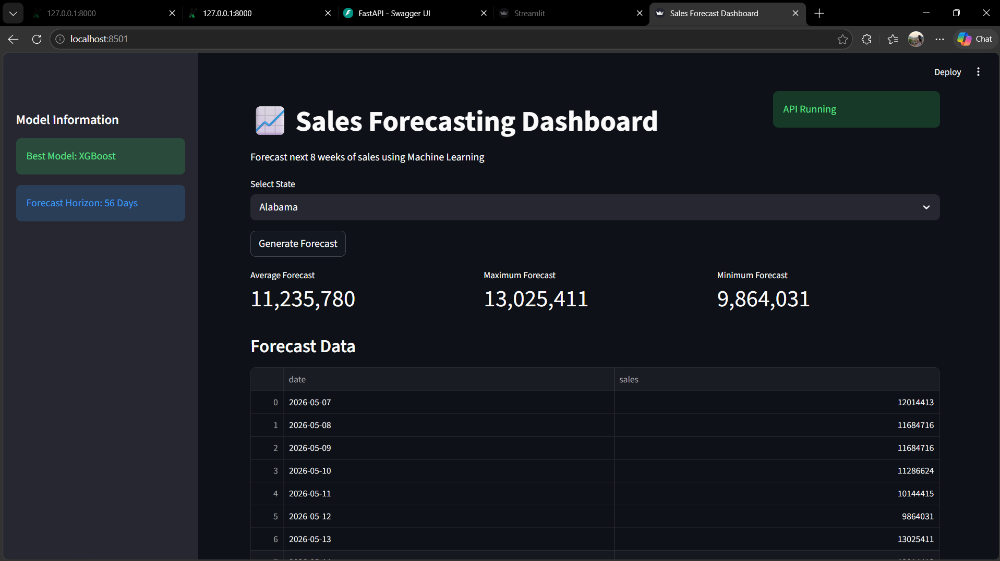 127.0.0.1:8000
127.0.0.1:8000
FastAPI - Swagger UI
Streamlit
Sales Forecast Dashboard
localhost:8501
Chat
Deploy
Model Information
Best Model: XGBoost
Forecast Horizon: 56 Days
Sales Forecasting Dashboard
API Running
Forecast next 8 weeks of sales using Machine Learning
Select State
Alabama
Generate Forecast
Average Forecast
11,235,780
Maximum Forecast
13,025,411
Minimum Forecast
9,864,031
Forecast Data
date sales
0 2026-05-07 12014413
1 2026-05-08 11684716
2 2026-05-09 11684716
3 2026-05-10 11286624
4 2026-05-11 10144415
5 2026-05-12 9864031
6 2026-05-13 13025411